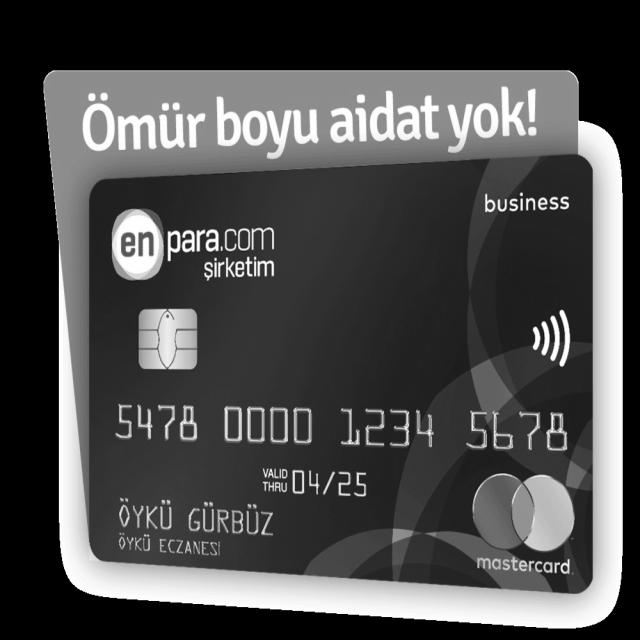 Ömür boyu aidat yok!
business
enpara.com
şirketim
5478 0000 1234 5678
VALID THRU 04/25
ÖYKÜ GÜRBÜZ
ÖYKÜ ECZANESİ
mastercard